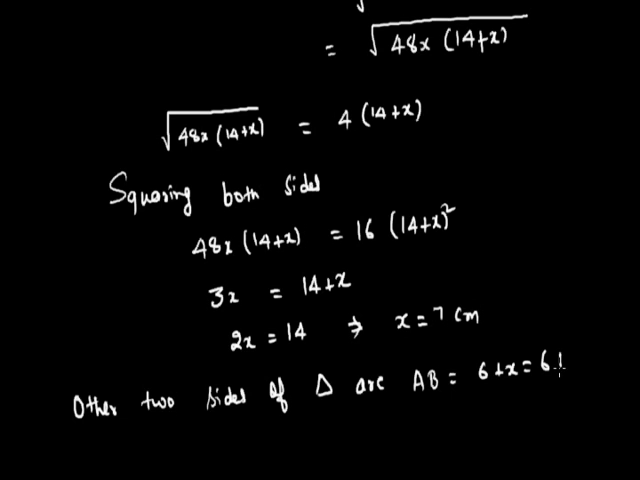 = √48x (14+x)
√48x (14+x) = 4 (14+x)
Squaring both sides
48x (14+x) = 16 (14+x)²
3x = 14+x
2x = 14 ⇒ x = 7 cm
Other two sides of Δ are AB = 6+x = 6+